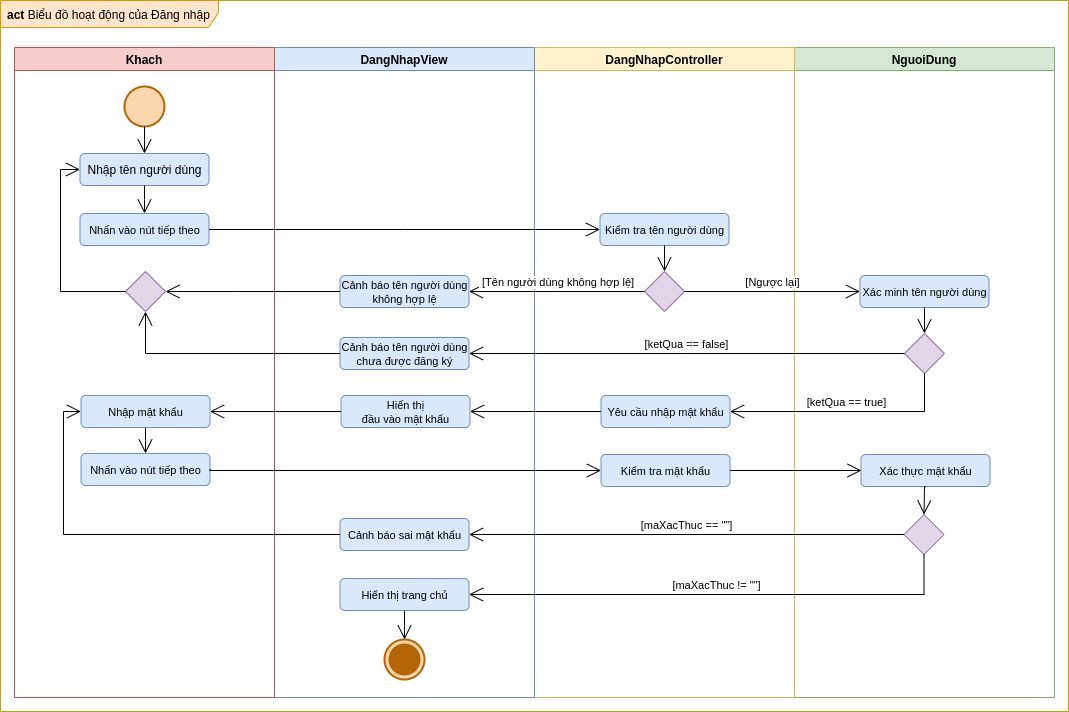 act Biểu đồ hoạt động của Đăng nhập
Khach
DangNhapView
DangNhapController
NguoiDung
Nhập tên người dùng
Nhấn vào nút tiếp theo
Kiểm tra tên người dùng
Cảnh báo tên người dùng
không hợp lệ
[Tên người dùng không hợp lệ]
[Ngược lại]
Xác minh tên người dùng
Cảnh báo tên người dùng
chưa được đăng ký
[ketQua == false]
Nhập mật khẩu
Hiển thị
đầu vào mật khẩu
Yêu cầu nhập mật khẩu
[ketQua == true]
Nhấn vào nút tiếp theo
Kiểm tra mật khẩu
Xác thực mật khẩu
Cảnh báo sai mật khẩu
[maXacThuc == ""]
Hiển thị trang chủ
[maXacThuc != ""]